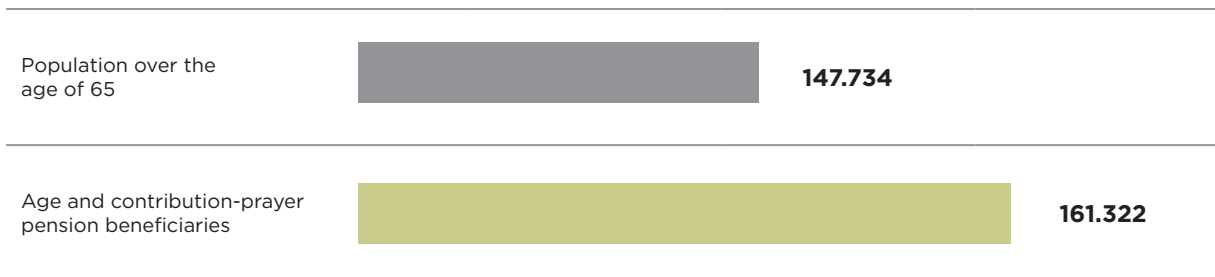 Population over the
age of 65
147.734
Age and contribution-prayer
pension beneficiaries
161.322